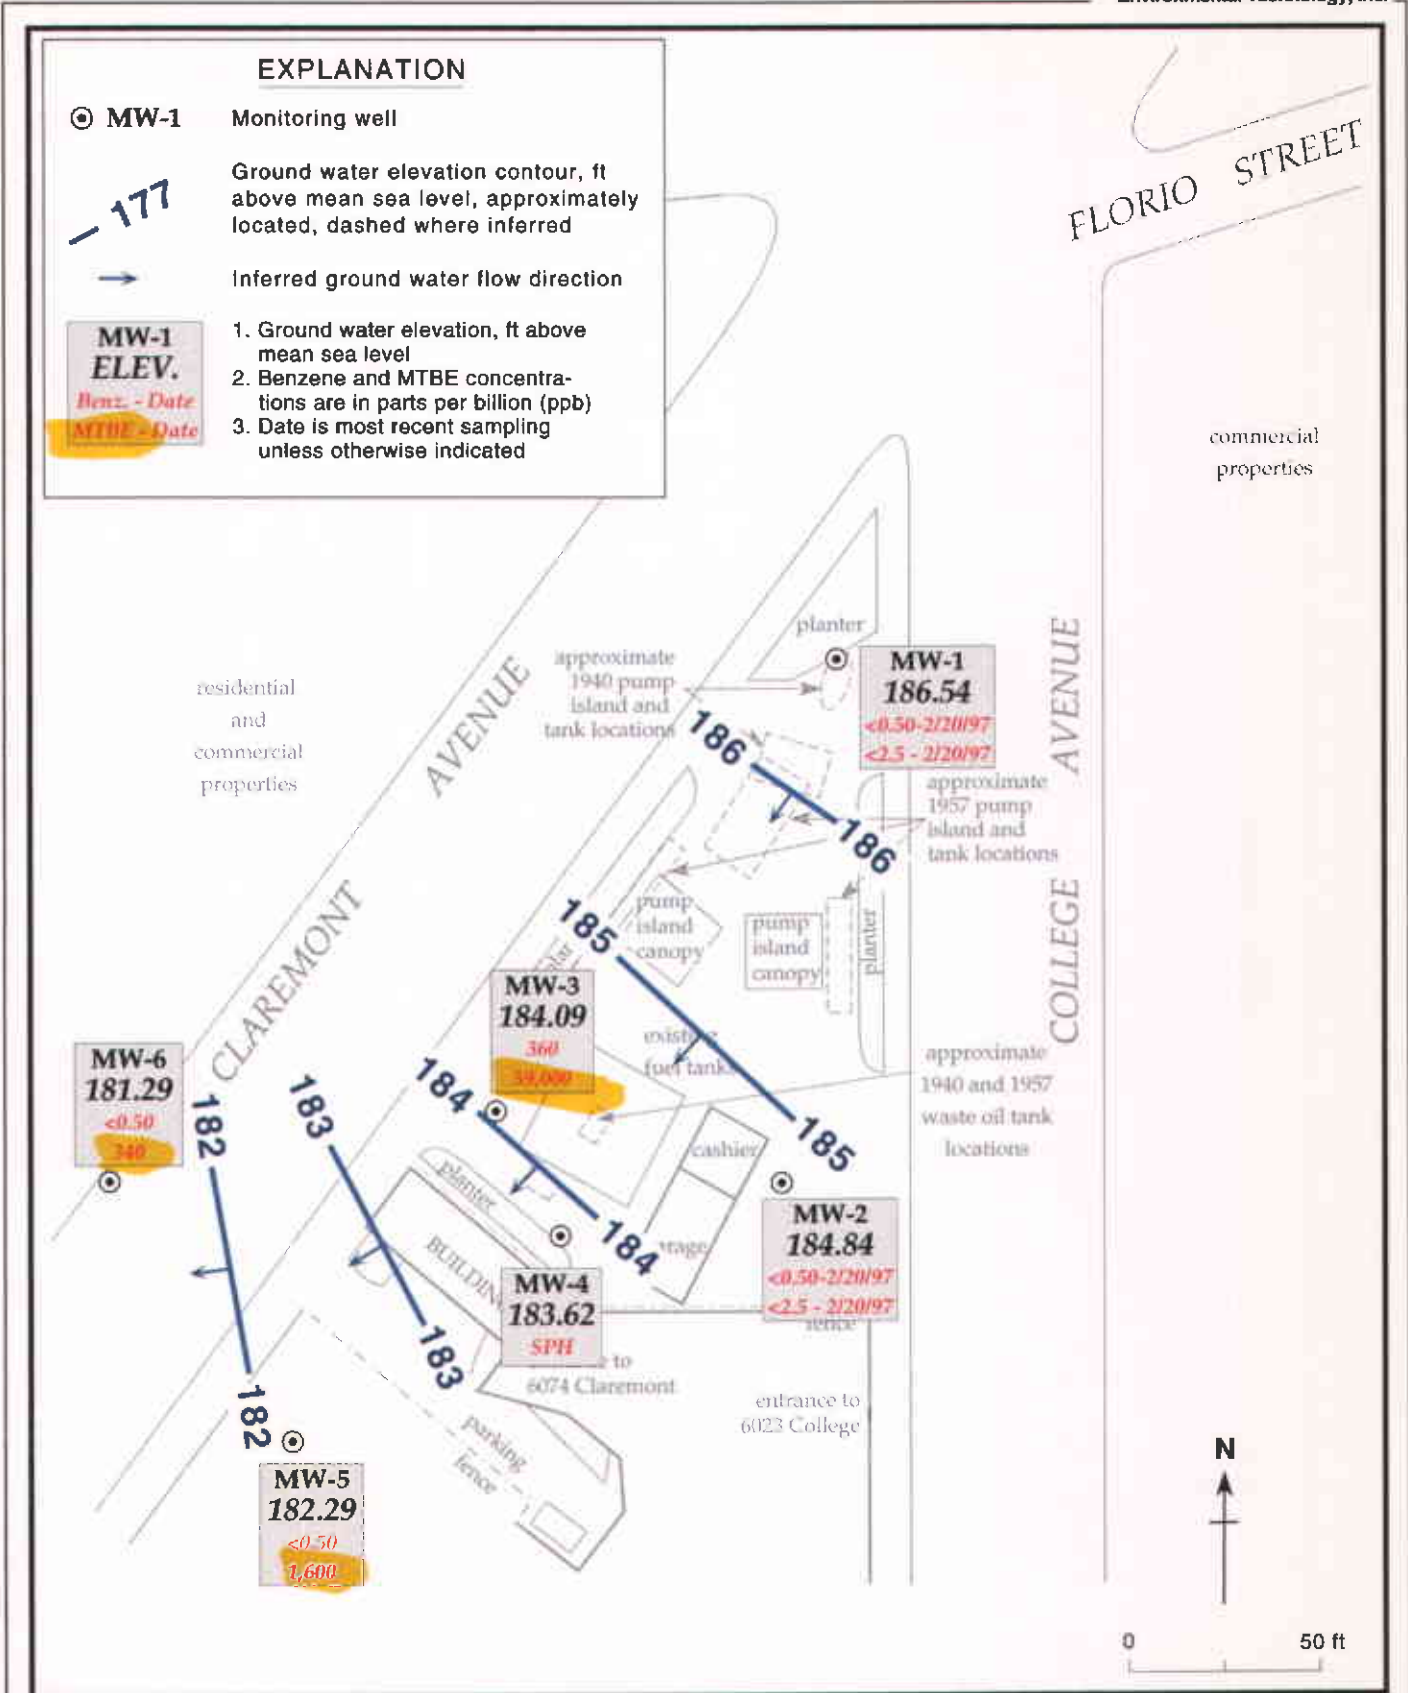 EXPLANATION
MW-1 Monitoring well
177 Ground water elevation contour, ft
above mean sea level, approximately
located, dashed where inferred
Inferred ground water flow direction
MW-1
ELEV.
Benz. - Date
MTBE - Date
1. Ground water elevation, ft above
mean sea level
2. Benzene and MTBE concentra-
tions are in parts per billion (ppb)
3. Date is most recent sampling
unless otherwise indicated
FLORIO STREET
commercial
properties
residential
and
commercial
properties
CLAREMONT AVENUE
COLLEGE AVENUE
planter
approximate
1940 pump
island and
tank locations
MW-1
186.54
<0.50-2/20/97
<2.5 - 2/20/97
186
186
approximate
1957 pump
island and
tank locations
185
pump
island
canopy
pump
island
canopy
planter
MW-3
184.09
360
59,000
fuel tank
approximate
1940 and 1957
waste oil tank
locations
MW-6
181.29
<0.50
340
182
183
184
185
cashier
planter
BUILDING
184
MW-2
184.84
<0.50-2/20/97
<2.5 - 2/20/97
fence
MW-4
183.62
SPH
to
6074 Claremont
183
entrance to
6023 College
182
parking
fence
MW-5
182.29
<0.50
1,600
N
0 50 ft